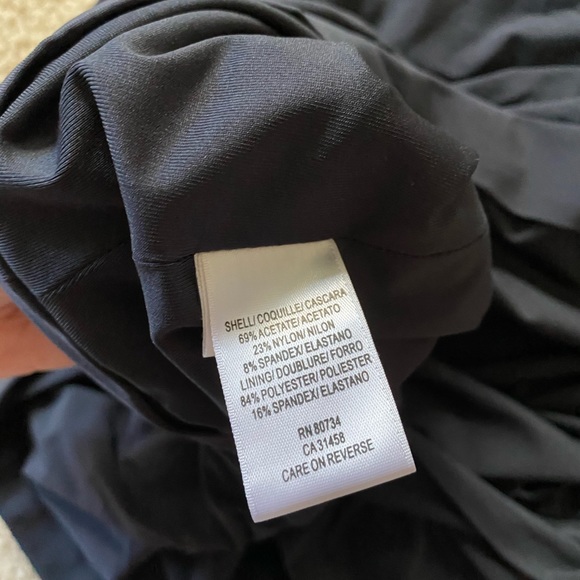 SHELL/COQUILLE/CASCARA
69% ACETATE/ACETATO
23% NYLON/NILON
8% SPANDEX/ELASTANO
LINING/DOUBLURE/FORRO
84% POLYESTER/POLIESTER
16% SPANDEX/ELASTANO
RN 80734
CA 31458
CARE ON REVERSE